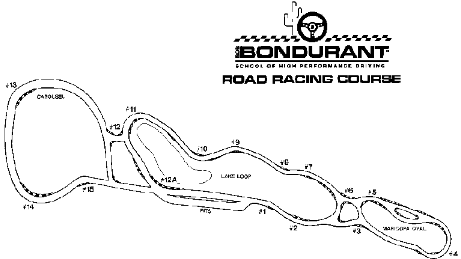 BOB
BONDURANT
SCHOOL OF HIGH PERFORMANCE DRIVING
ROAD RACING COURSE
#13
CAROUSEL
#11
#12
#10
#9
#8
#7
#12A
LAKE LOOP
#6
#5
#15
#14
PITS
#1
#2
#3
MARICOPA OVAL
#4